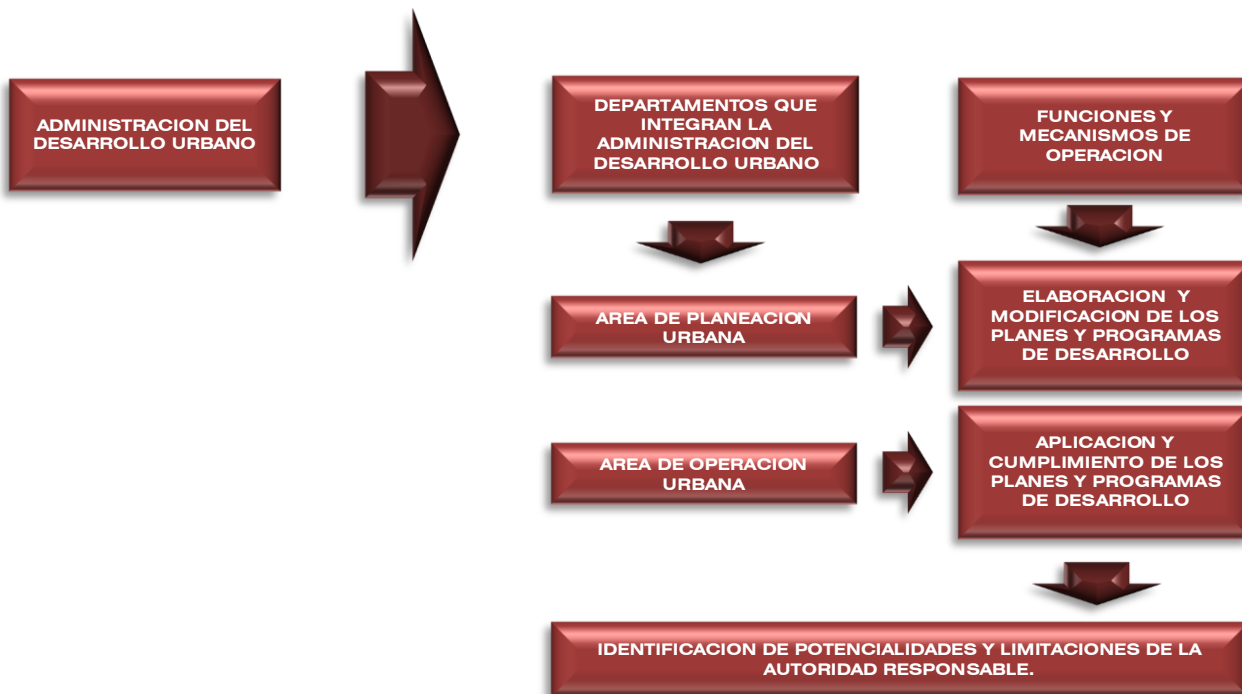 ADMINISTRACION DEL
DESARROLLO URBANO
DEPARTAMENTOS QUE
INTEGRAN LA
ADMINISTRACION DEL
DESARROLLO URBANO
FUNCIONES Y
MECANISMOS DE
OPERACION
AREA DE PLANEACION
URBANA
ELABORACION Y
MODIFICACION DE LOS
PLANES Y PROGRAMAS
DE DESARROLLO
AREA DE OPERACION
URBANA
APLICACION Y
CUMPLIMIENTO DE LOS
PLANES Y PROGRAMAS
DE DESARROLLO
IDENTIFICACION DE POTENCIALIDADES Y LIMITACIONES DE LA
AUTORIDAD RESPONSABLE.